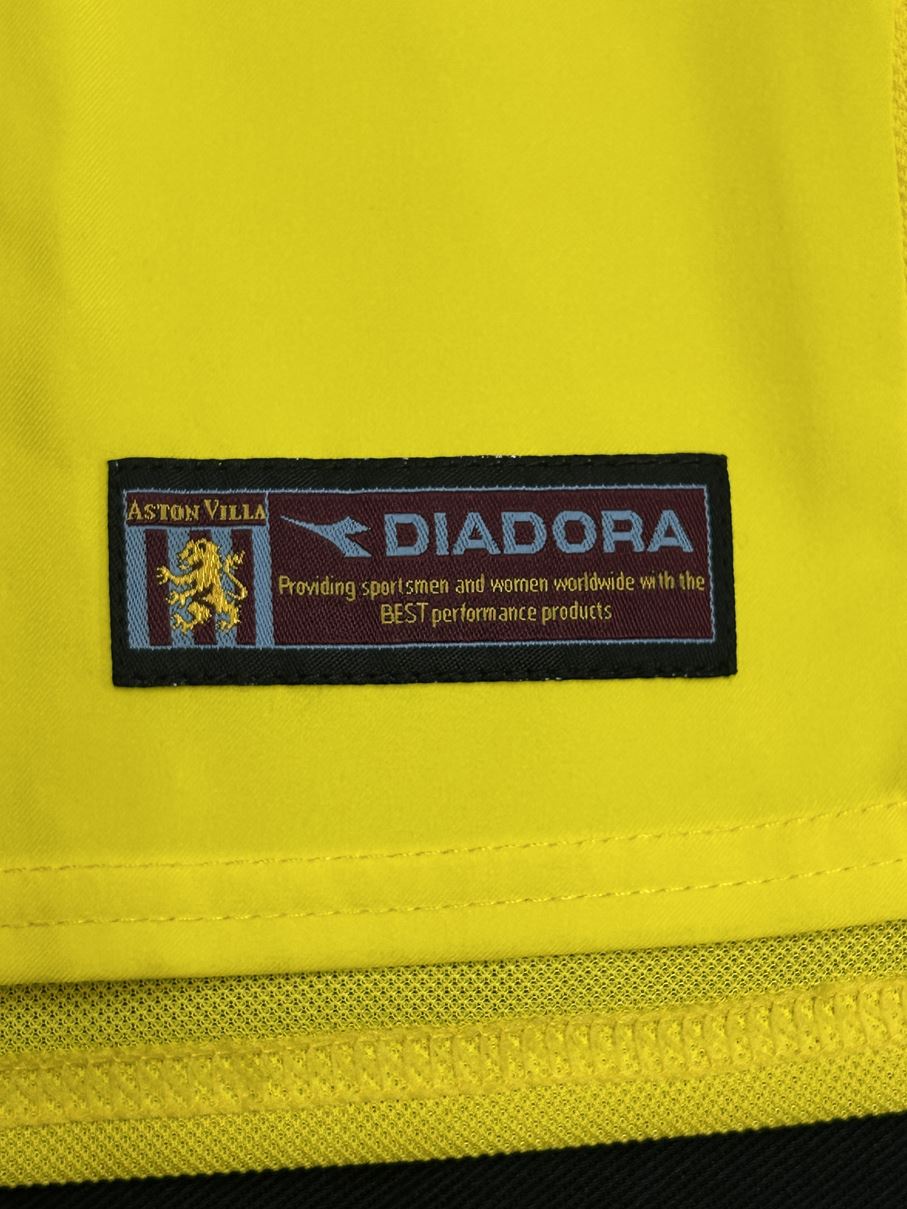 ASTON VILLA
DIADORA
Providing sportsmen and women worldwide with the
BEST performance products